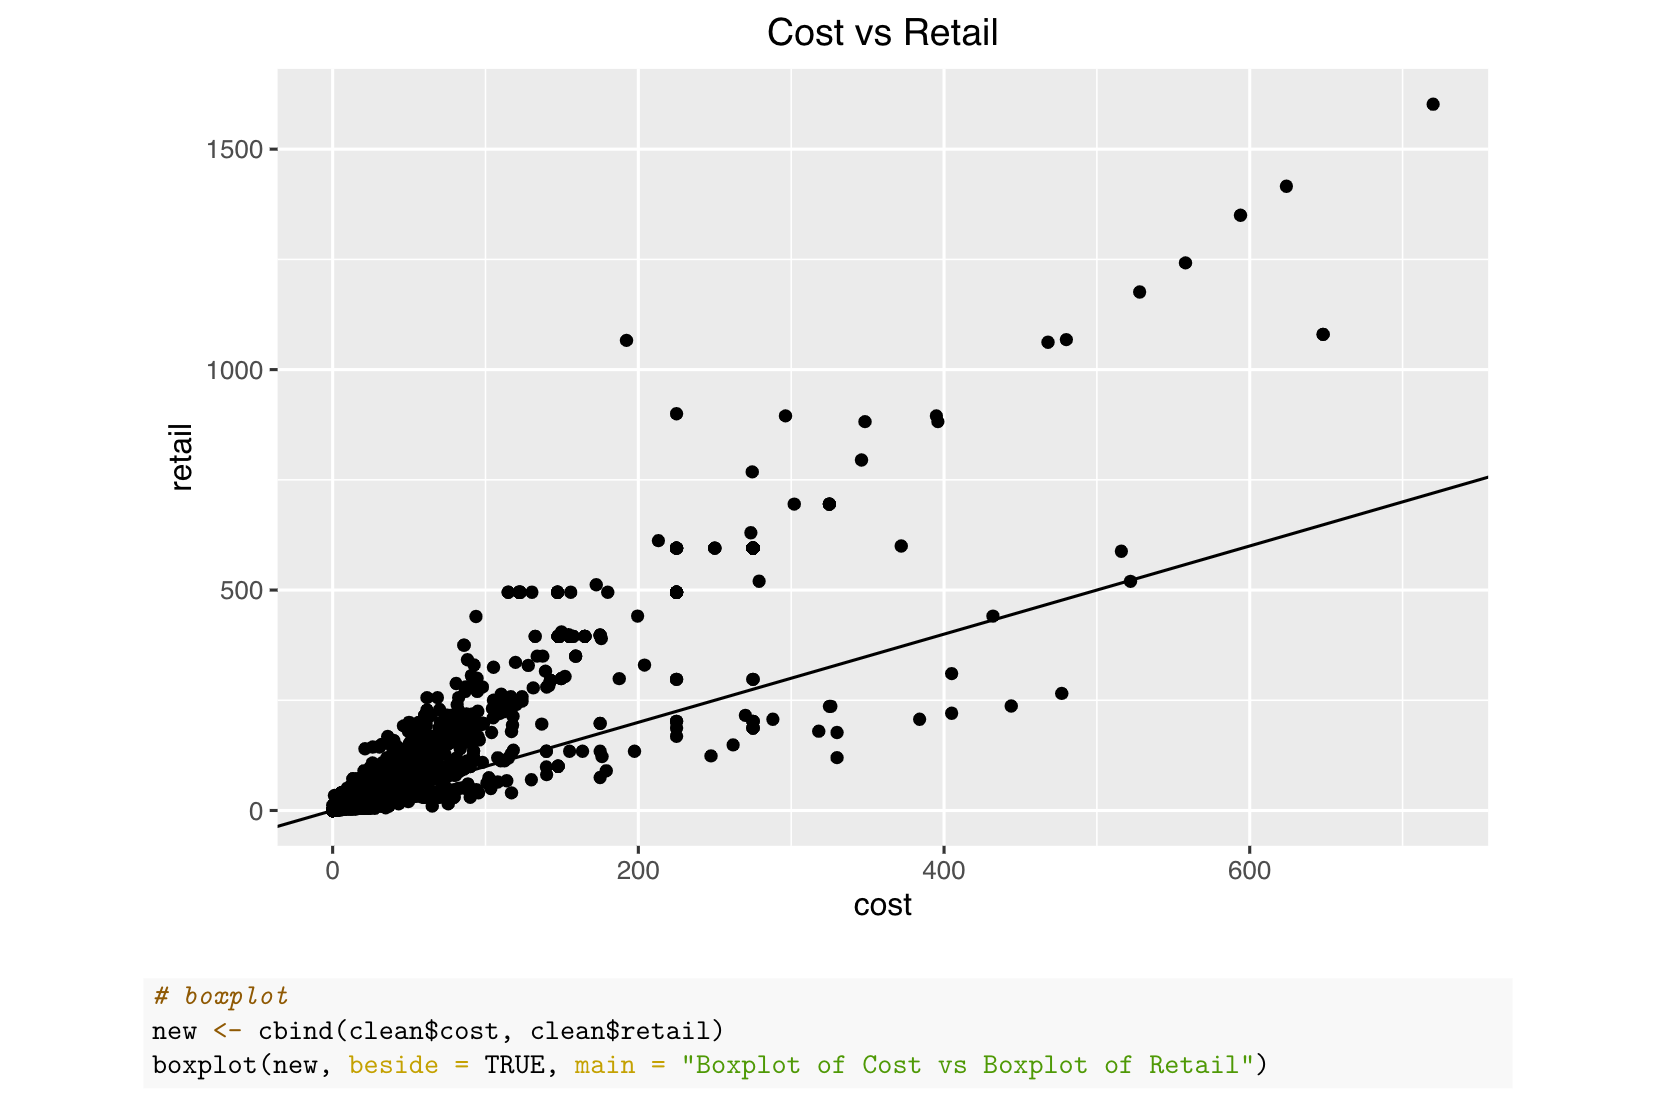 Cost vs Retail
1500
1000
500
0
retail
0 200 400 600
cost
# boxplot
new <- cbind(clean$cost, clean$retail)
boxplot(new, beside = TRUE, main = "Boxplot of Cost vs Boxplot of Retail")